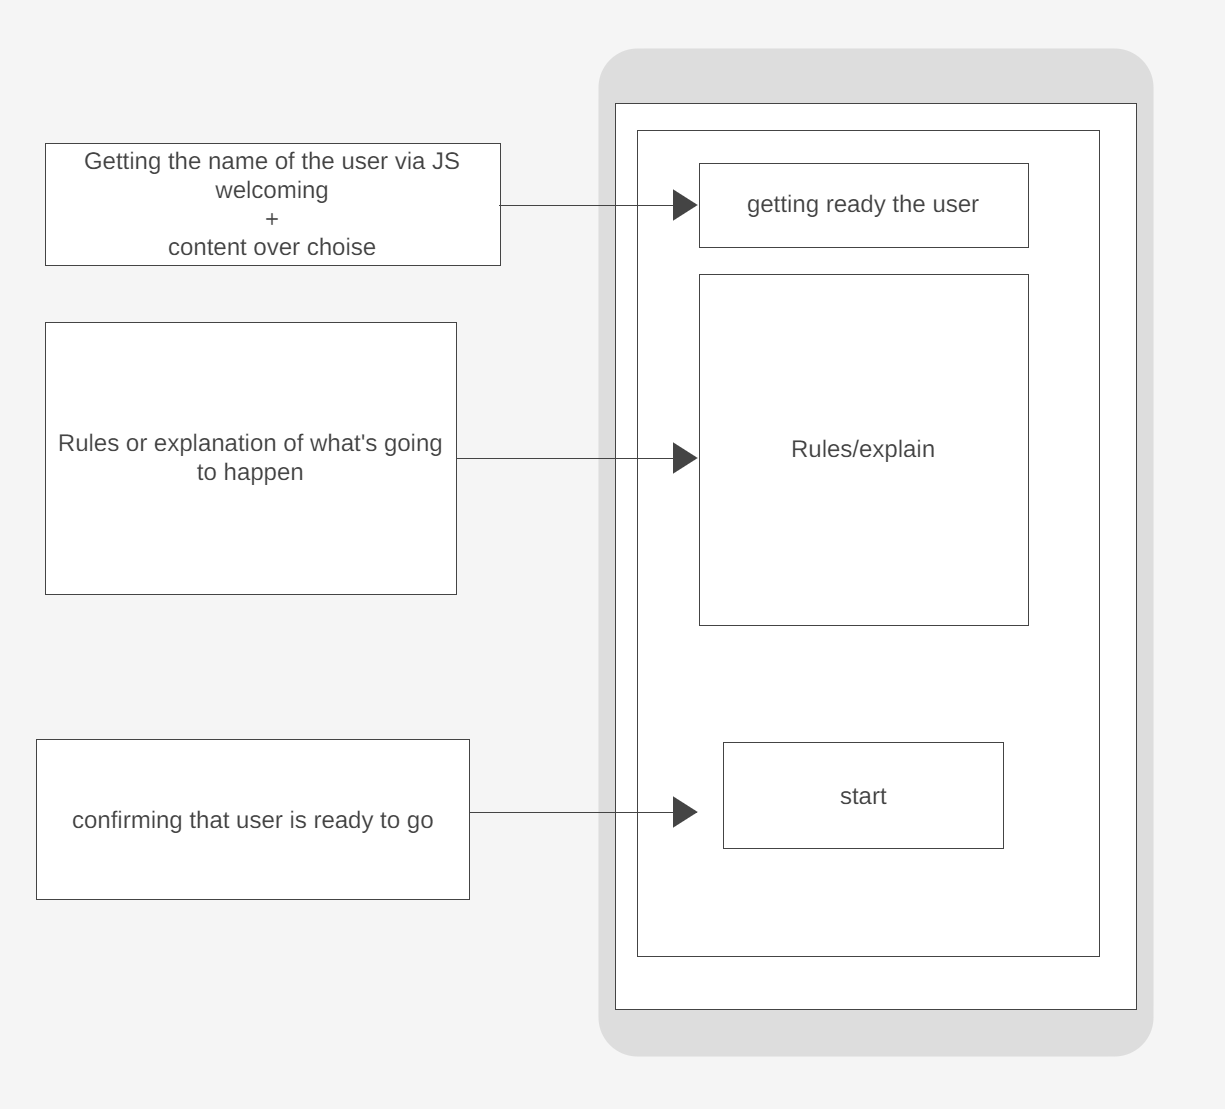 Getting the name of the user via JS
welcoming
+
content over choise
getting ready the user
Rules or explanation of what's going
to happen
Rules/explain
confirming that user is ready to go
start